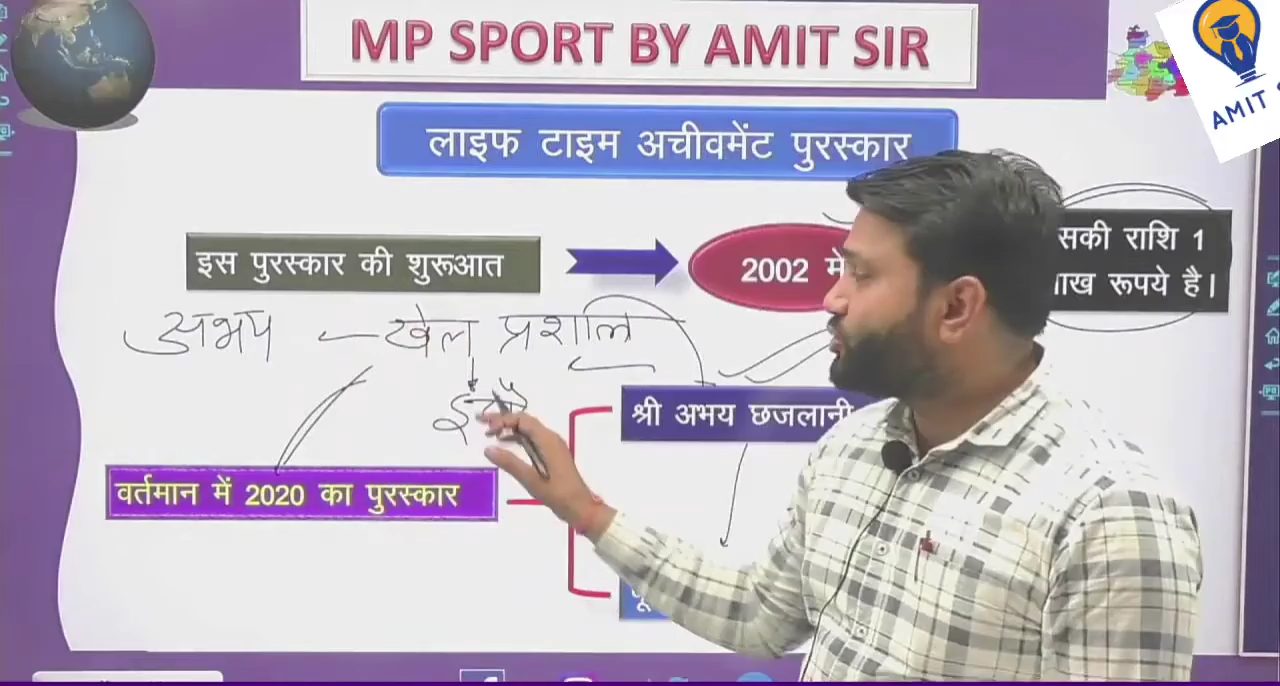 MP SPORT BY AMIT SIR
AMIT
लाइफ टाइम अचीवमेंट पुरस्कार
इस पुरस्कार की शुरूआत
2002 में
सकी राशि 1
ाख रूपये है।
अभय – खेल प्रशाल
श्री अभय छजलानी
वर्तमान में 2020 का पुरस्कार